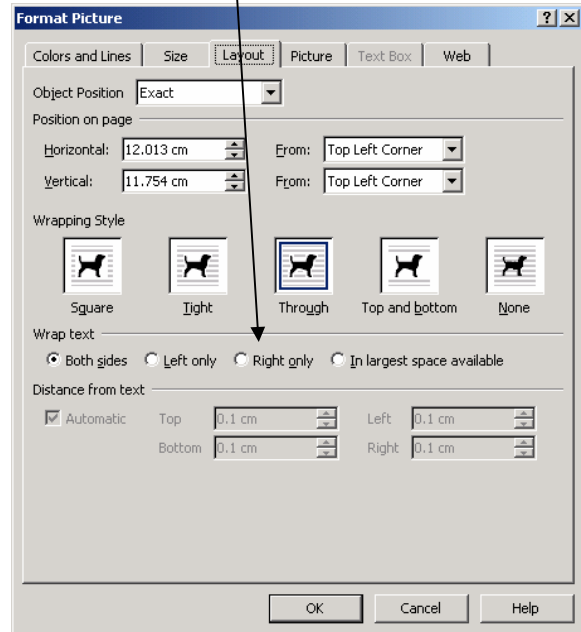 Format Picture
Colors and Lines Size Layout Picture Text Box Web
Object Position Exact
Position on page
Horizontal: 12.013 cm From: Top Left Corner
Vertical: 11.754 cm From: Top Left Corner
Wrapping Style
Square Tight Through Top and bottom None
Wrap text
Both sides Left only Right only In largest space available
Distance from text
Automatic Top 0.1 cm Left 0.1 cm
Bottom 0.1 cm Right 0.1 cm
OK Cancel Help